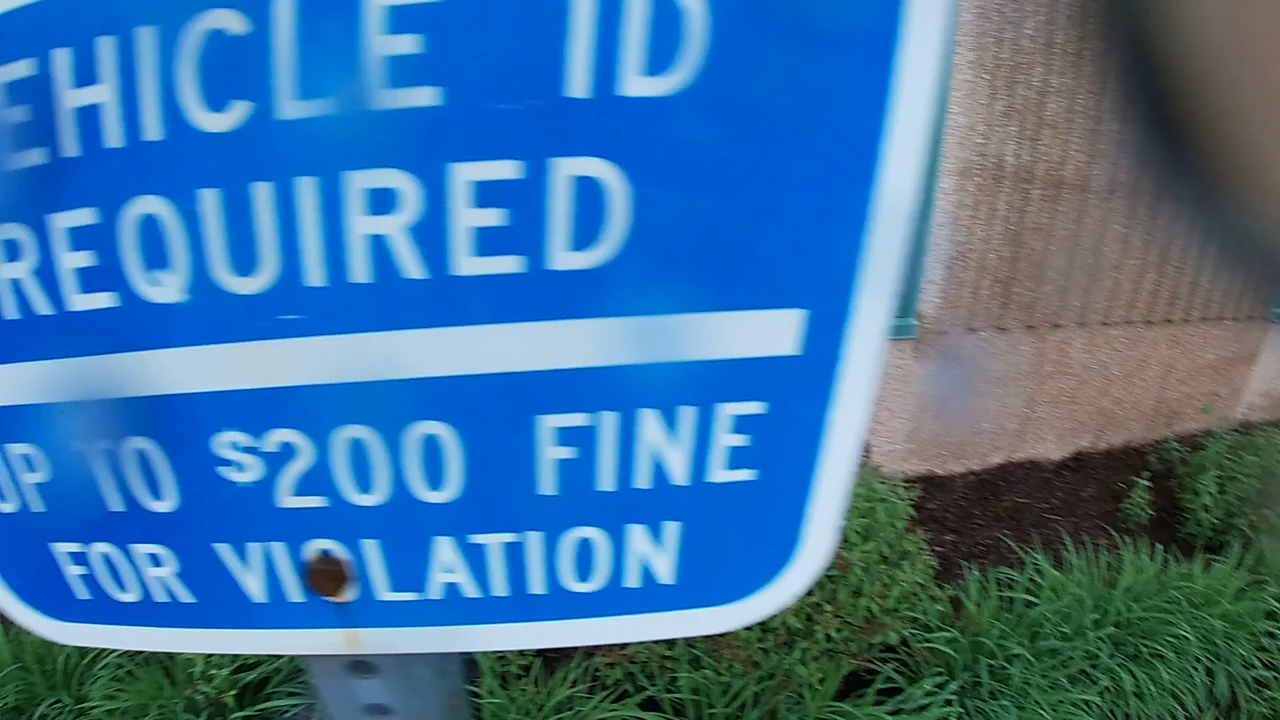 EHICLE ID
REQUIRED
UP TO $200 FINE
FOR VIOLATION